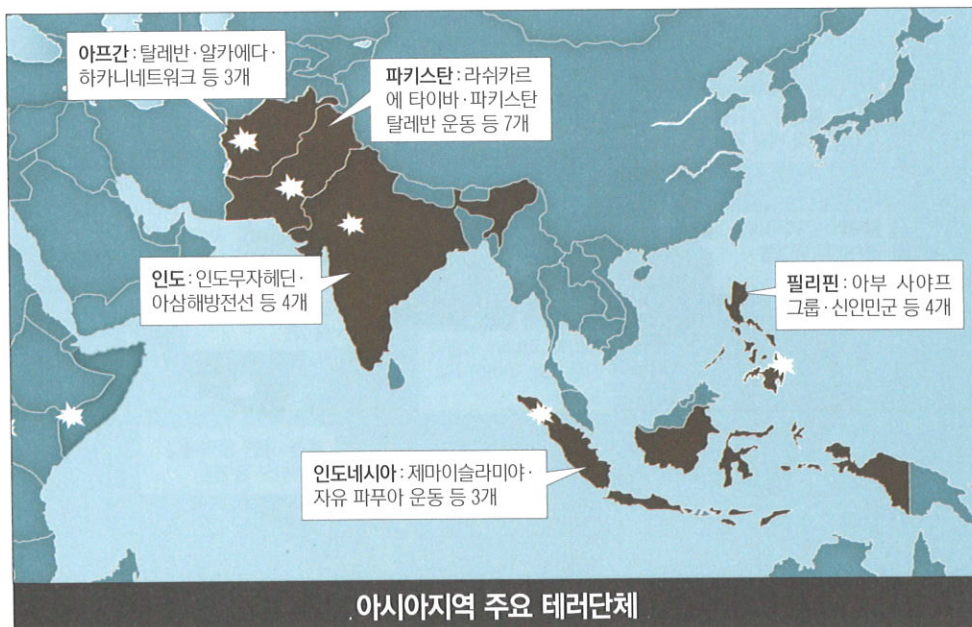 아프간 : 탈레반·알카에다·
하카니네트워크 등 3개
파키스탄 : 라쉬카르
에 타이바·파키스탄
탈레반 운동 등 7개
인도 : 인도무자헤딘·
아삼해방전선 등 4개
필리핀 : 아부 사야프
그룹·신인민군 등 4개
인도네시아 : 제마이슬라미야·
자유 파푸아 운동 등 3개
아시아지역 주요 테러단체